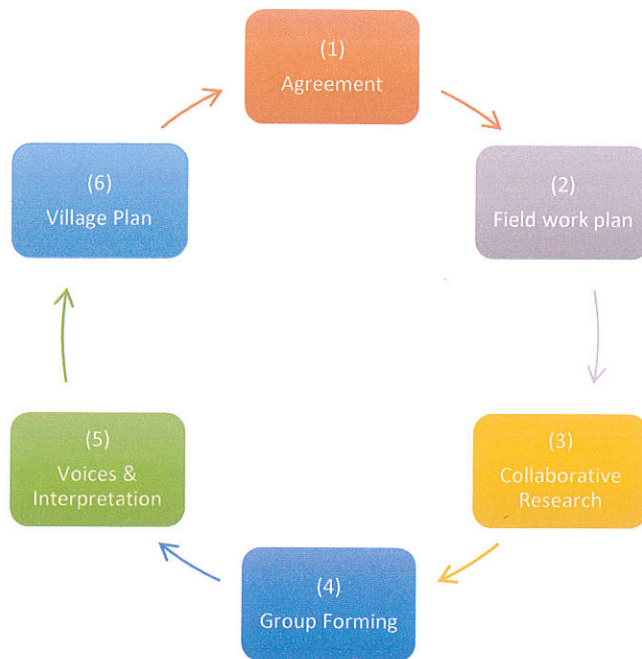 (1)
Agreement
(2)
Field work plan
(3)
Collaborative
Research
(4)
Group Forming
(5)
Voices &
Interpretation
(6)
Village Plan